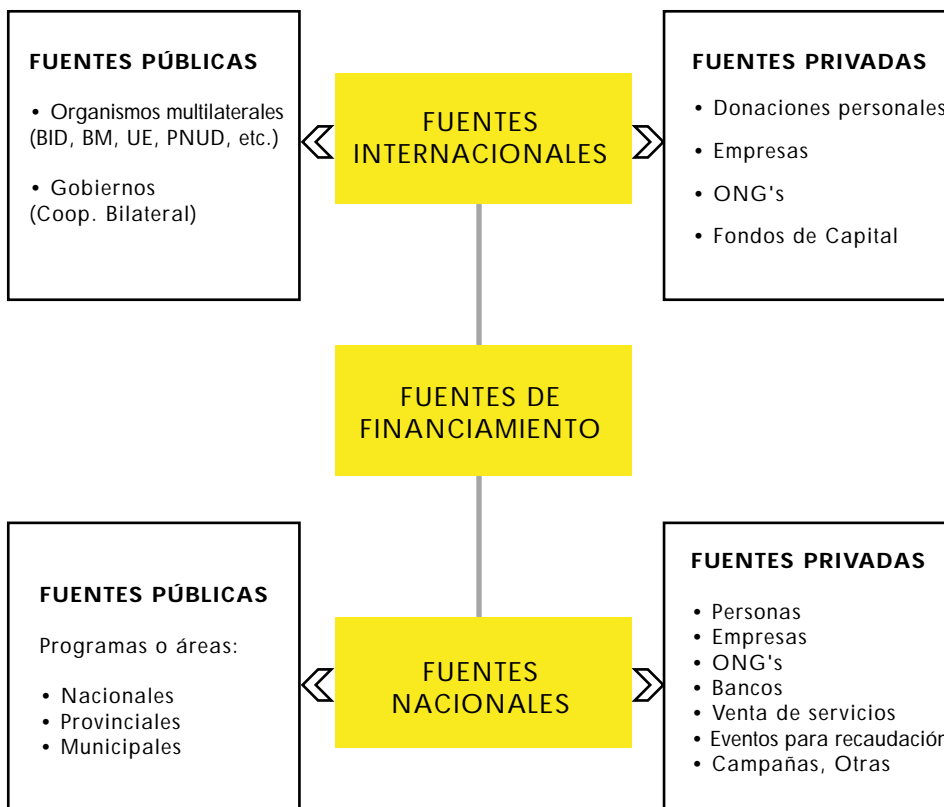 FUENTES PÚBLICAS
• Organismos multilaterales
(BID, BM, UE, PNUD, etc.)
• Gobiernos
(Coop. Bilateral)
FUENTES
INTERNACIONALES
FUENTES PRIVADAS
• Donaciones personales
• Empresas
• ONG's
• Fondos de Capital
FUENTES DE
FINANCIAMIENTO
FUENTES PÚBLICAS
Programas o áreas:
• Nacionales
• Provinciales
• Municipales
FUENTES
NACIONALES
FUENTES PRIVADAS
• Personas
• Empresas
• ONG's
• Bancos
• Venta de servicios
• Eventos para recaudación
• Campañas, Otras